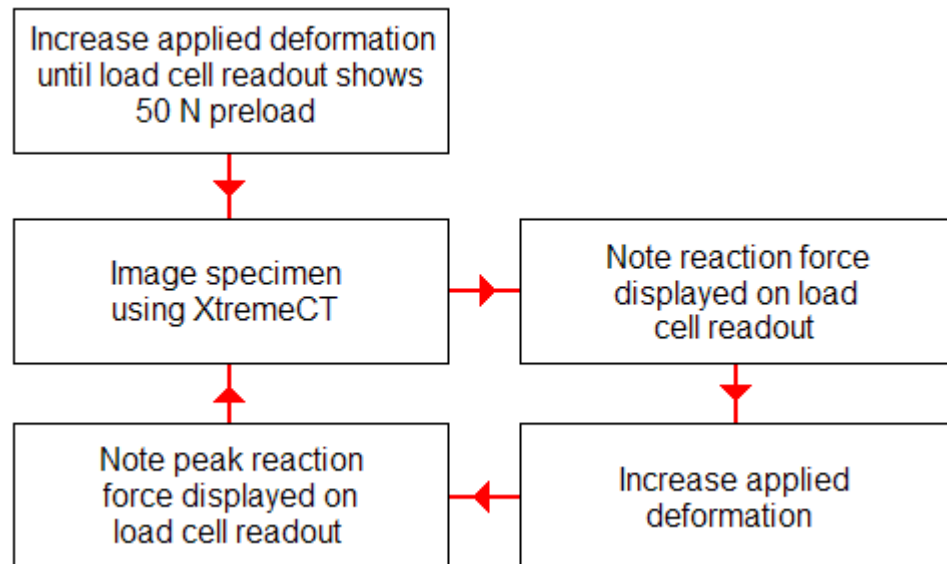 Increase applied deformation
until load cell readout shows
50 N preload
Image specimen
using XtremeCT
Note reaction force
displayed on load
cell readout
Note peak reaction
force displayed on
load cell readout
Increase applied
deformation